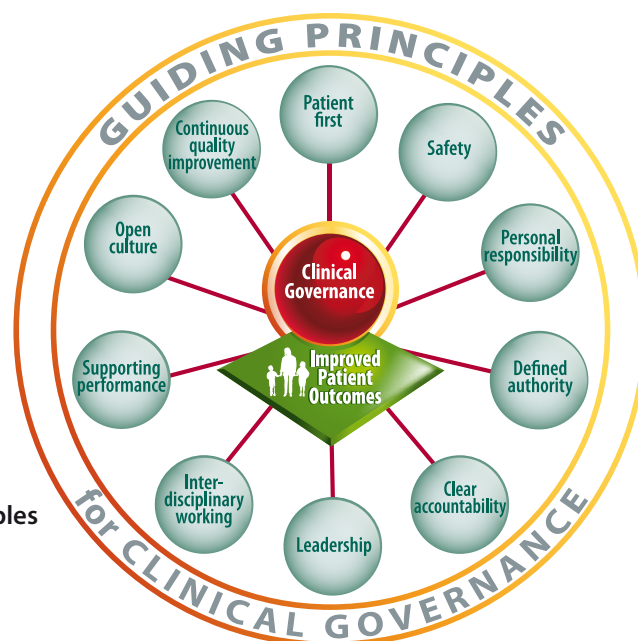 GUIDING PRINCIPLES
Patient
first
Safety
Personal
responsibility
Defined
authority
Clear
accountability
Leadership
Inter-
disciplinary
working
Supporting
performance
Open
culture
Continuous
quality
improvement
Clinical
Governance
Improved
Patient
Outcomes
for CLINICAL GOVERNANCE